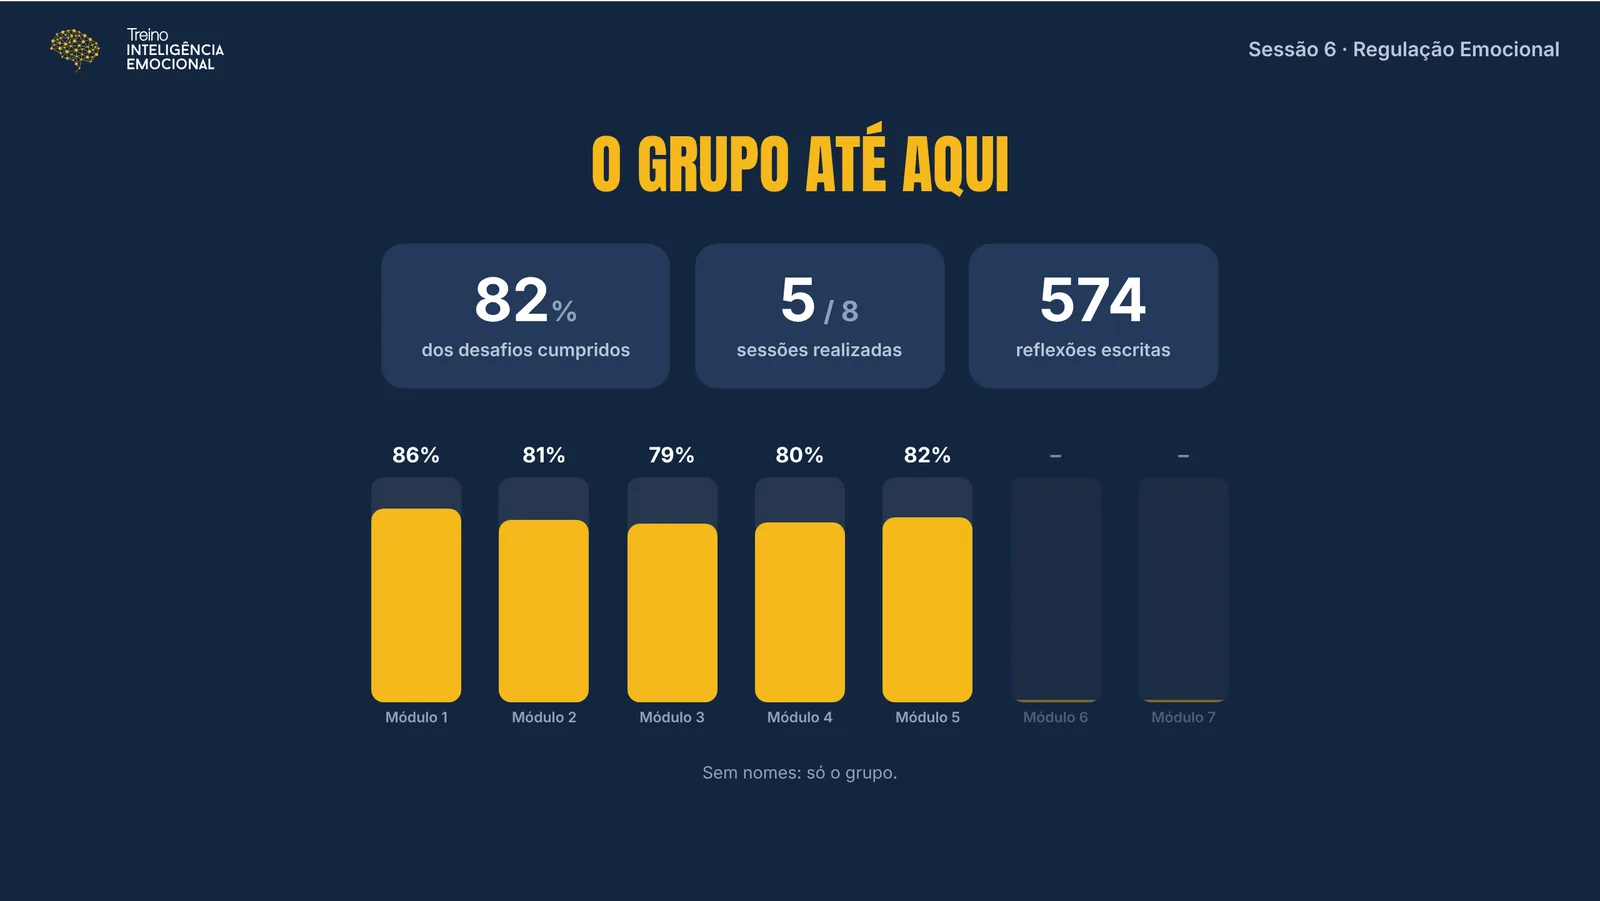 Treino
INTELIGÊNCIA
EMOCIONAL
Sessão 6 · Regulação Emocional
O GRUPO ATÉ AQUI
82%
dos desafios cumpridos
5 / 8
sessões realizadas
574
reflexões escritas
86% 81% 79% 80% 82% – –
Módulo 1 Módulo 2 Módulo 3 Módulo 4 Módulo 5 Módulo 6 Módulo 7
Sem nomes: só o grupo.